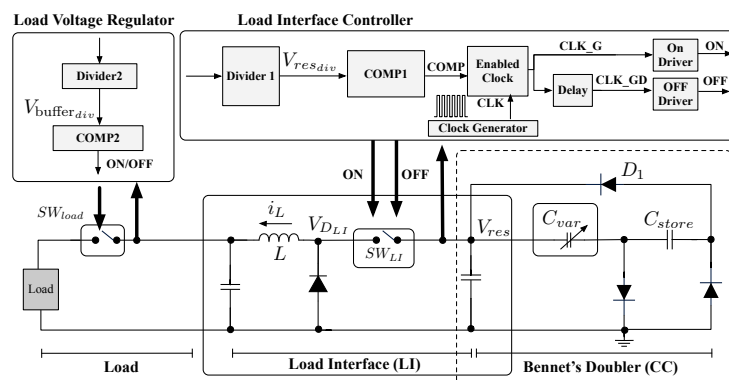 Load Voltage Regulator
Load Interface Controller
Divider2
V_buffer_div
COMP2
ON/OFF
Divider 1
V_res_div
COMP1
COMP
Enabled
Clock
CLK_G
On
Driver
ON
Delay
CLK_GD
OFF
Driver
OFF
CLK
Clock Generator
ON
OFF
SW_load
i_L
L
V_D_LI
SW_LI
V_res
D_1
C_var
C_store
Load
Load
Load Interface (LI)
Bennet's Doubler (CC)